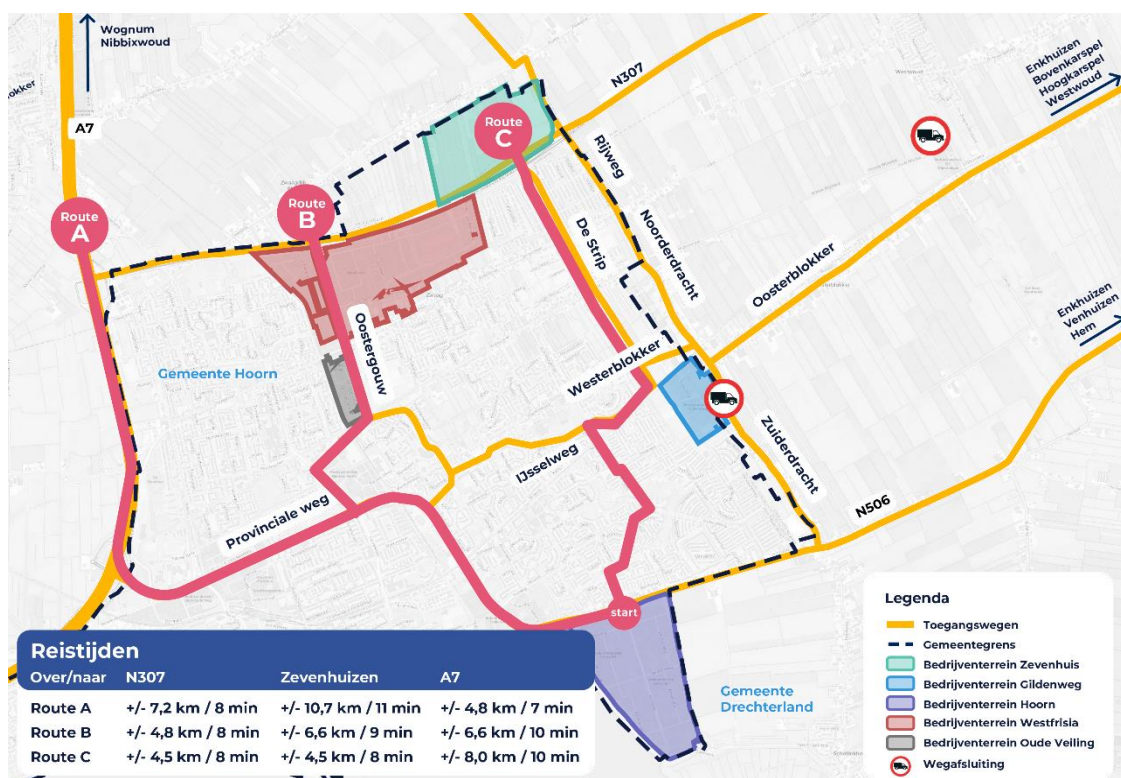 Wognum
Nibbixwoud
lokker
A7
N307
Enkhuizen
Bovenkarspel
Hoogkarspel
Westwoud
Route
A
Route
B
Route
C
Rijweg
De Strip
Noorderdracht
Oosterblokker
Enkhuizen
Venhuizen
Hem
Oostergouw
Gemeente Hoorn
Westerblokker
Zuiderdracht
IJsselweg
Provinciale weg
N506
start
Gemeente
Drechterland
Reistijden
Over/naar N307 Zevenhuizen A7
Route A +/- 7,2 km / 8 min +/- 10,7 km / 11 min +/- 4,8 km / 7 min
Route B +/- 4,8 km / 8 min +/- 6,6 km / 9 min +/- 6,6 km / 10 min
Route C +/- 4,5 km / 8 min +/- 4,5 km / 8 min +/- 8,0 km / 10 min
Legenda
Toegangswegen
Gemeentegrens
Bedrijventerrein Zevenhuis
Bedrijventerrein Gildenweg
Bedrijventerrein Hoorn
Bedrijventerrein Westfrisia
Bedrijventerrein Oude Veiling
Wegafsluiting